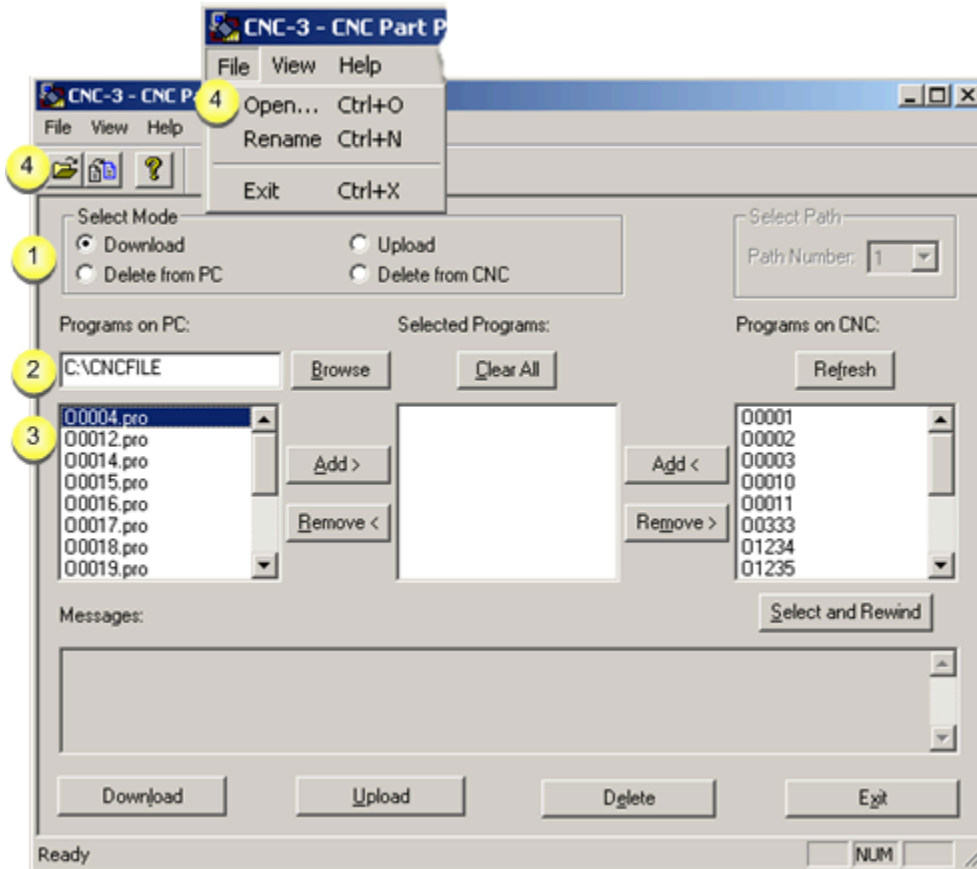 CNC-3 - CNC Part P
File View Help
4 Open... Ctrl+O
Rename Ctrl+N
Exit Ctrl+X
CNC-3 - CNC P
File View Help
4
Select Mode
1
Download
Upload
Delete from PC
Delete from CNC
Select Path
Path Number: 1
Programs on PC:
Selected Programs:
Programs on CNC:
2 C:\CNCFILE
Browse
Clear All
Refresh
3
O0004.pro
O0012.pro
O0014.pro
O0015.pro
O0016.pro
O0017.pro
O0018.pro
O0019.pro
Add >
Remove <
Add <
Remove >
O0001
O0002
O0003
O0010
O0011
O0333
O1234
O1235
Select and Rewind
Messages:
Download
Upload
Delete
Exit
Ready
NUM